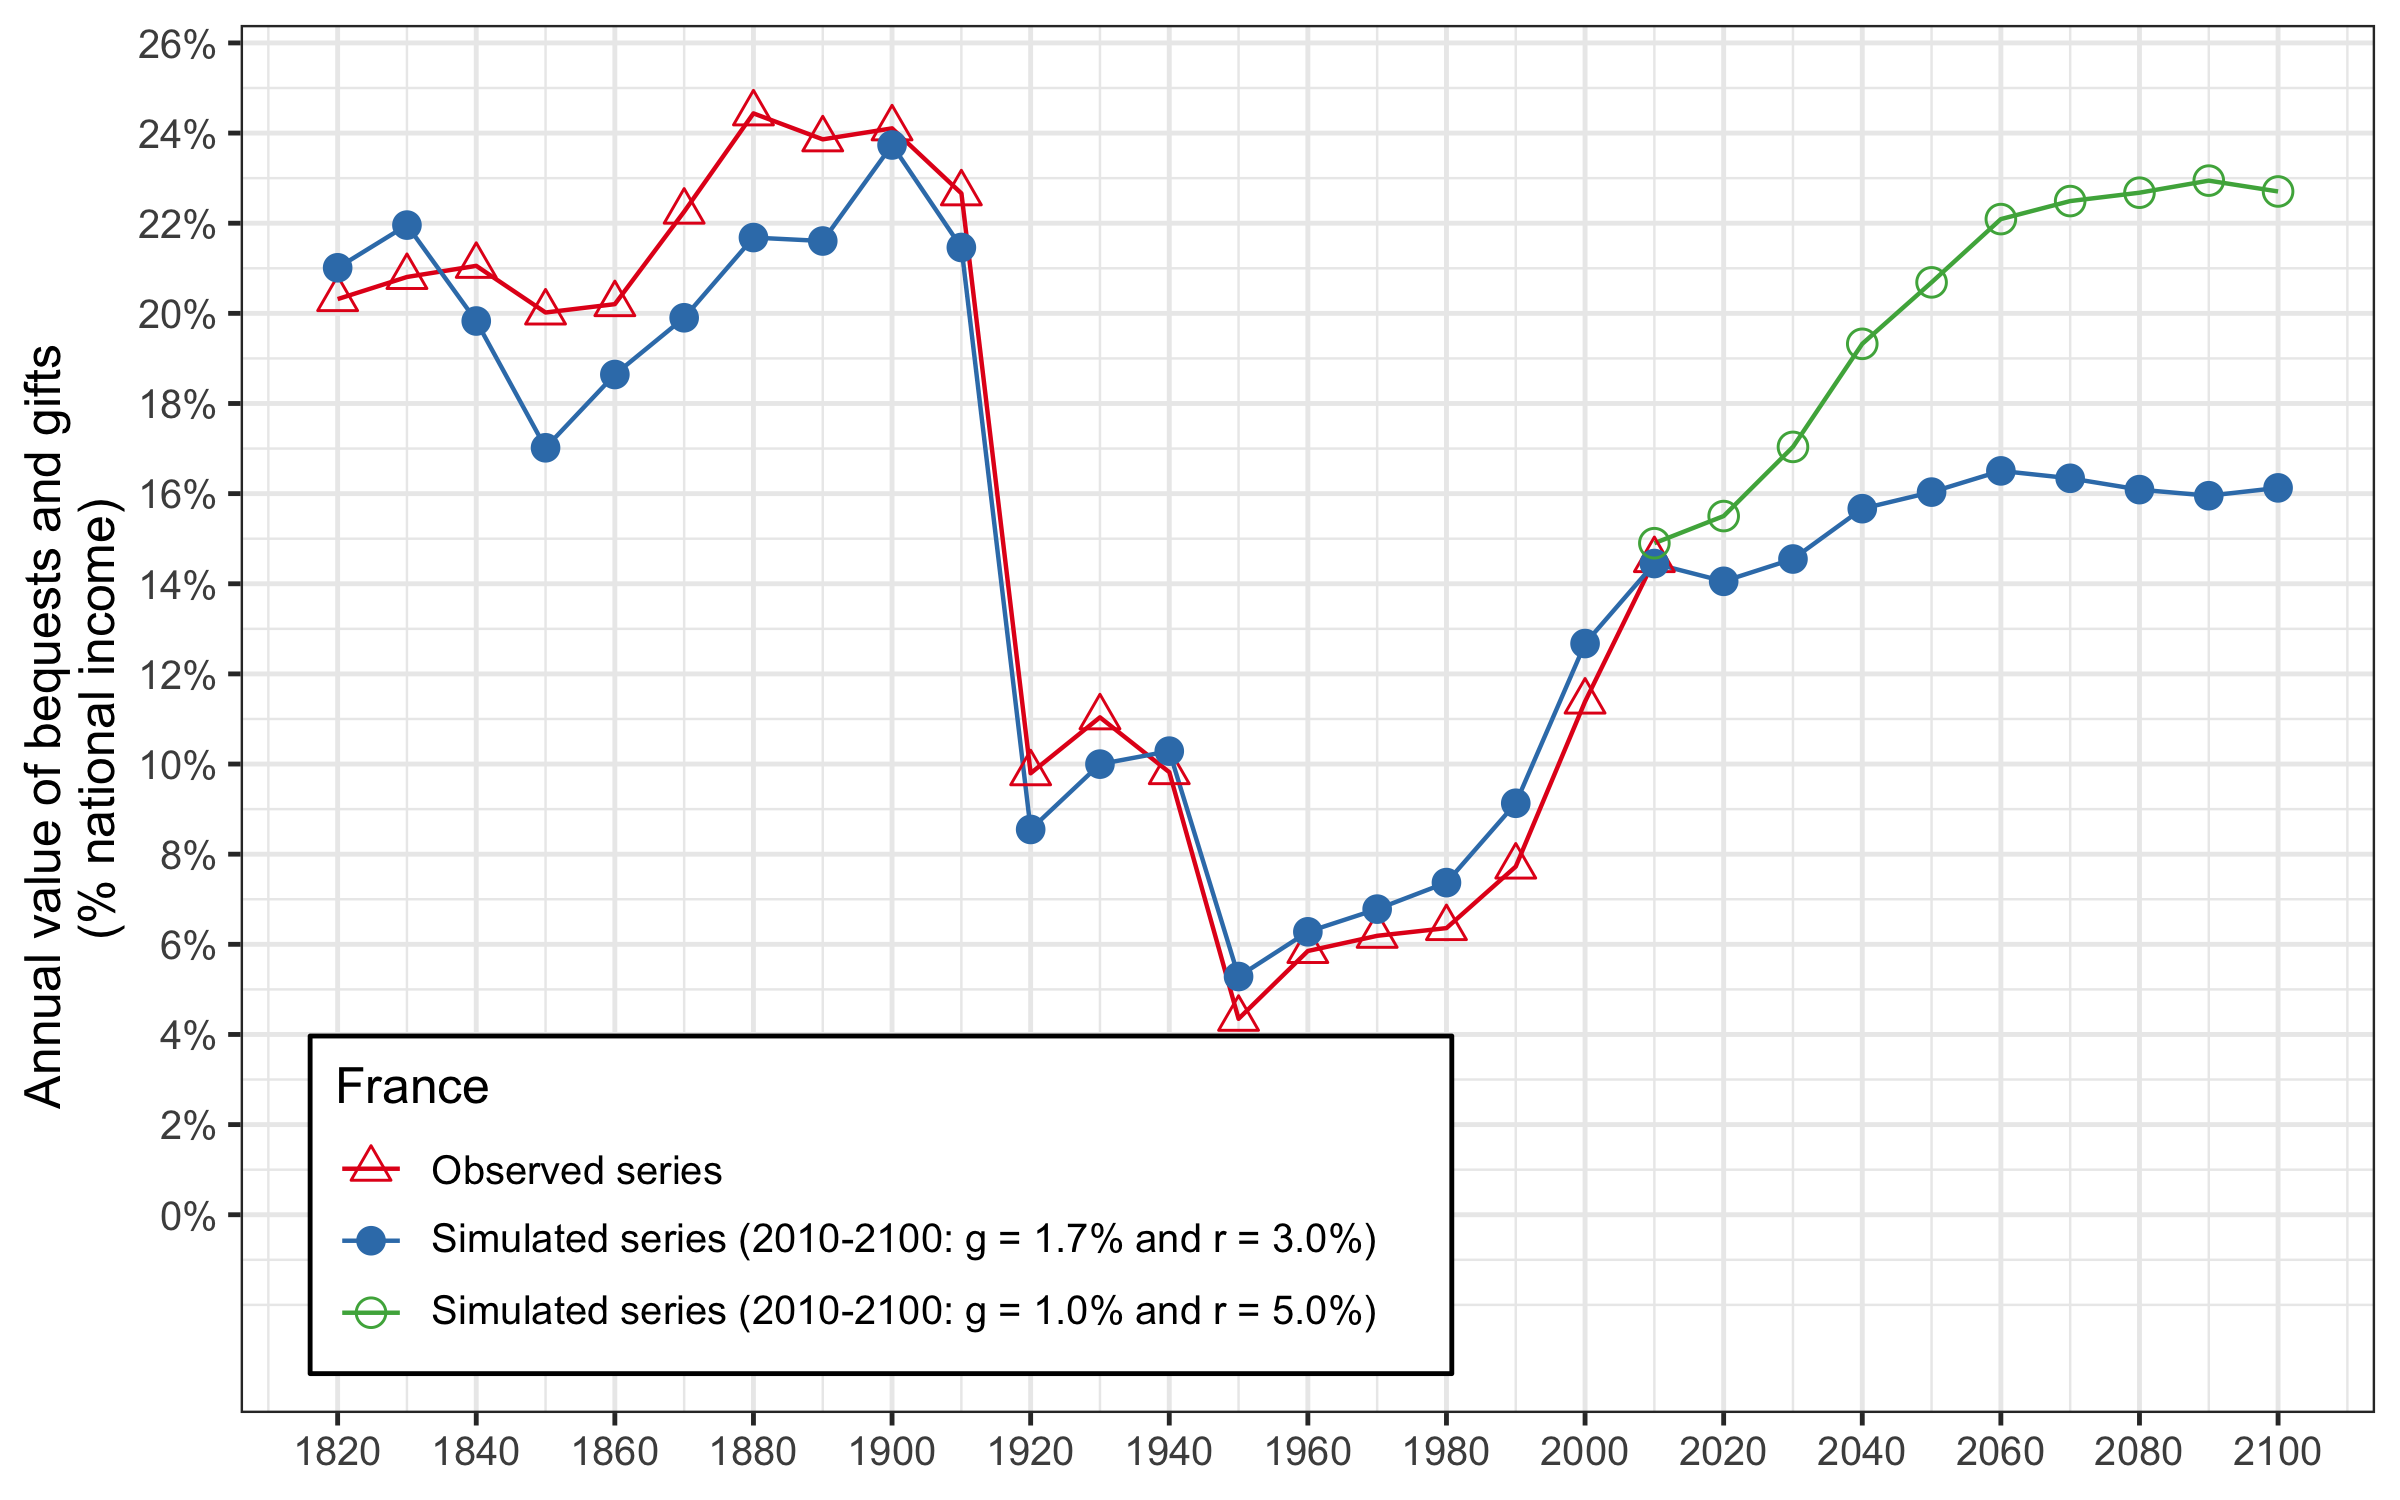 Annual value of bequests and gifts
(% national income)
26%
24%
22%
20%
18%
16%
14%
12%
10%
8%
6%
4%
2%
0%
France
Observed series
Simulated series (2010-2100: g = 1.7% and r = 3.0%)
Simulated series (2010-2100: g = 1.0% and r = 5.0%)
1820 1840 1860 1880 1900 1920 1940 1960 1980 2000 2020 2040 2060 2080 2100